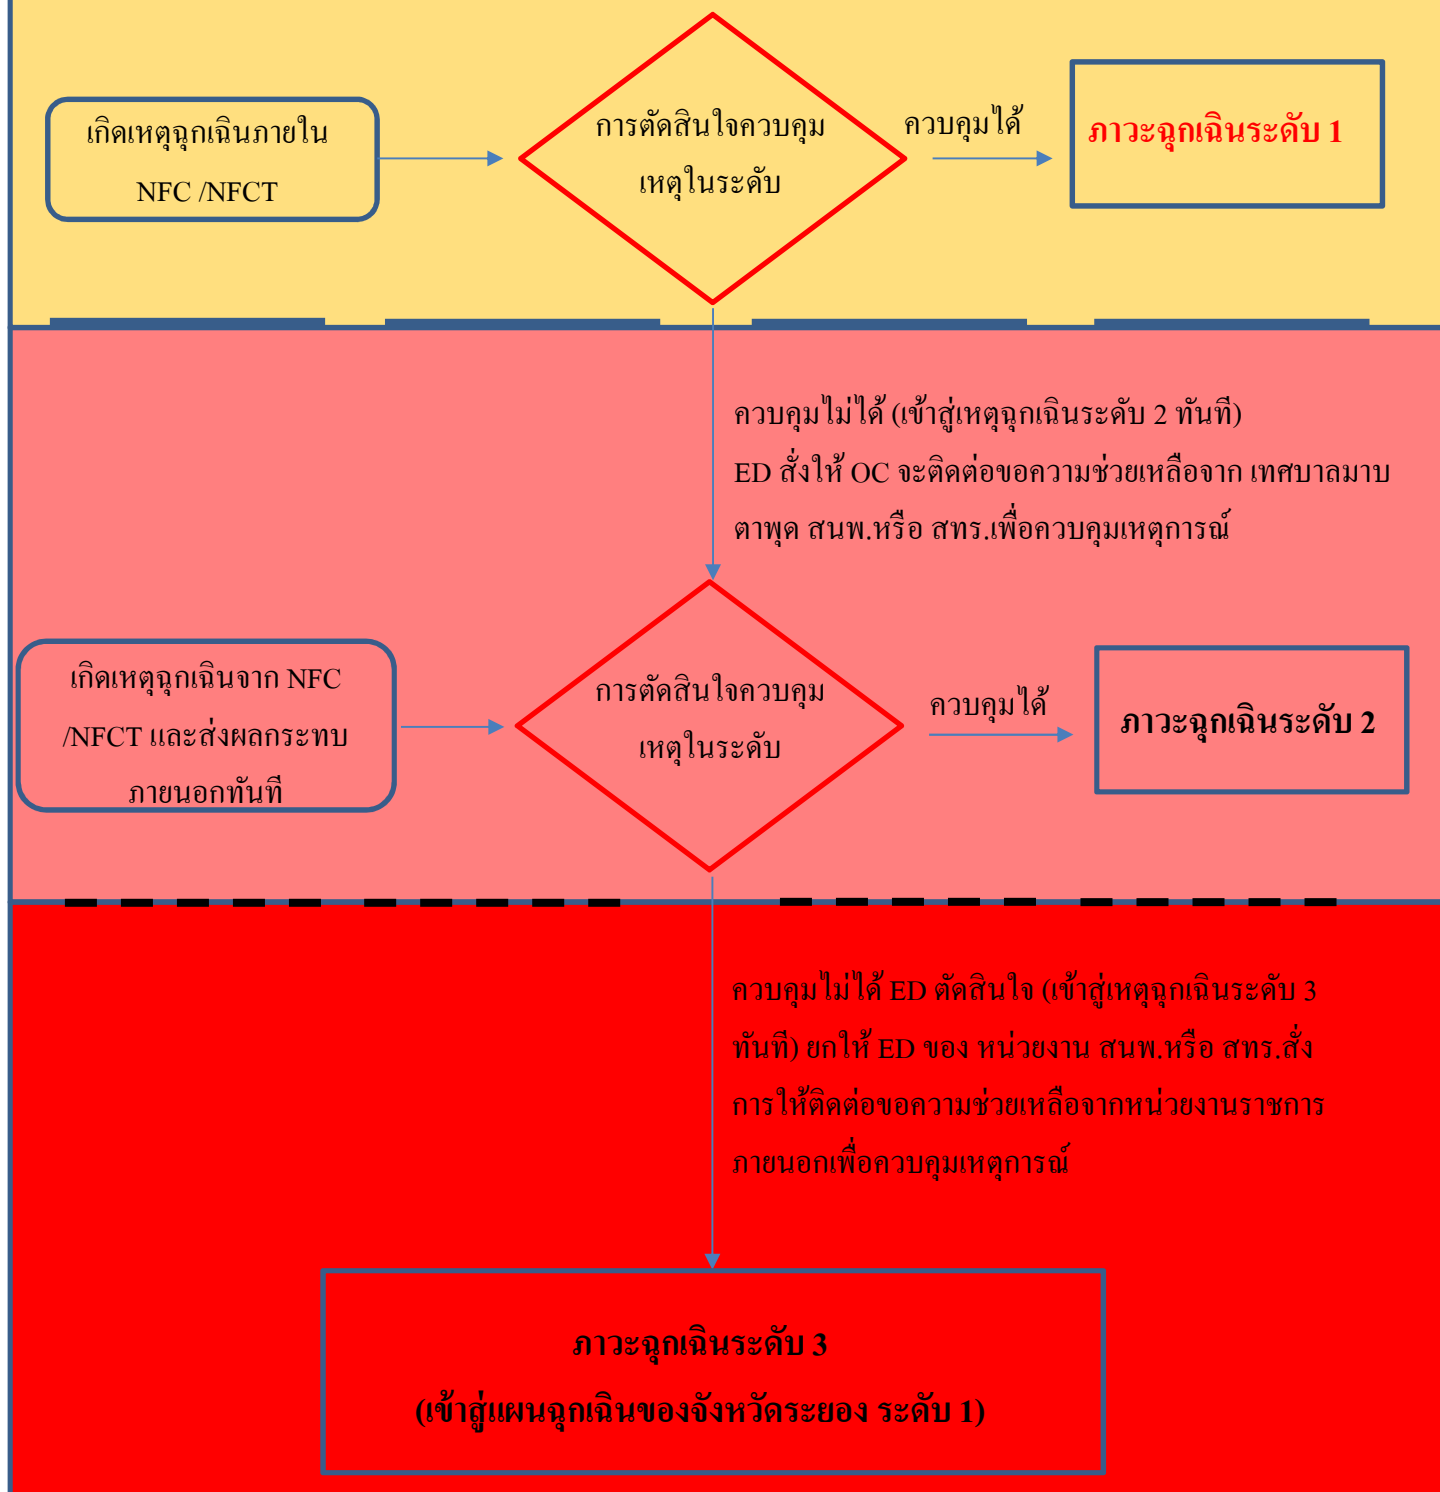 เกิดเหตุฉุกเฉินภายใน
NFC /NFCT
การตัดสินใจควบคุม
เหตุในระดับ
ควบคุมได้
ภาวะฉุกเฉินระดับ 1
ควบคุมไม่ได้ (เข้าสู่เหตุฉุกเฉินระดับ 2 ทันที)
ED สั่งให้ OC จะติดต่อขอความช่วยเหลือจาก เทศบาลมาบ
ตาพุด สนพ.หรือ สทร.เพื่อควบคุมเหตุการณ์
เกิดเหตุฉุกเฉินจาก NFC
/NFCT และส่งผลกระทบ
ภายนอกทันที
การตัดสินใจควบคุม
เหตุในระดับ
ควบคุมได้
ภาวะฉุกเฉินระดับ 2
ควบคุมไม่ได้ ED ตัดสินใจ (เข้าสู่เหตุฉุกเฉินระดับ 3
ทันที) ยกให้ ED ของ หน่วยงาน สนพ.หรือ สทร.สั่ง
การให้ติดต่อขอความช่วยเหลือจากหน่วยงานราชการ
ภายนอกเพื่อควบคุมเหตุการณ์
ภาวะฉุกเฉินระดับ 3
(เข้าสู่แผนฉุกเฉินของจังหวัดระยอง ระดับ 1)